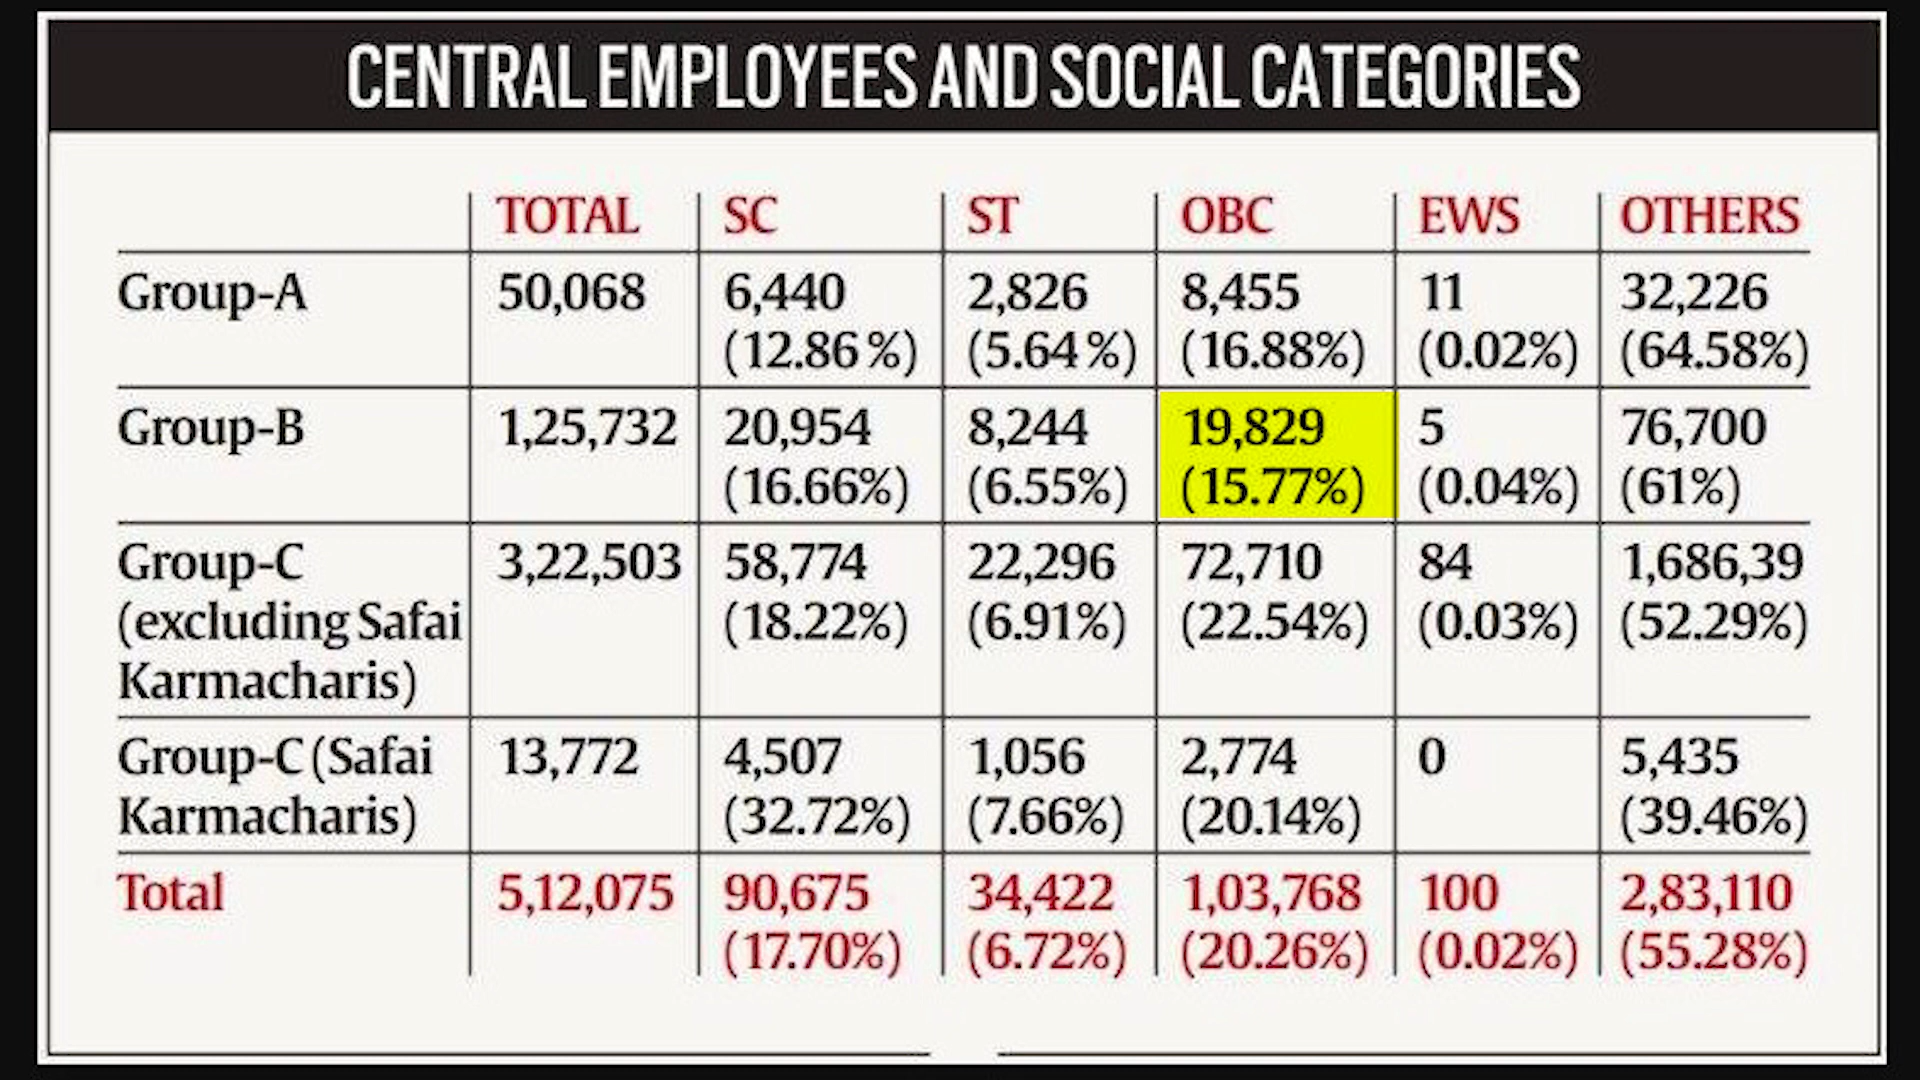 CENTRAL EMPLOYEES AND SOCIAL CATEGORIES
TOTAL SC ST OBC EWS OTHERS
Group-A 50,068 6,440 2,826 8,455 11 32,226
(12.86%) (5.64%) (16.88%) (0.02%) (64.58%)
Group-B 1,25,732 20,954 8,244 19,829 5 76,700
(16.66%) (6.55%) (15.77%) (0.04%) (61%)
Group-C 3,22,503 58,774 22,296 72,710 84 1,686,39
(excluding Safai (18.22%) (6.91%) (22.54%) (0.03%) (52.29%)
Karmacharis)
Group-C (Safai 13,772 4,507 1,056 2,774 0 5,435
Karmacharis) (32.72%) (7.66%) (20.14%) (39.46%)
Total 5,12,075 90,675 34,422 1,03,768 100 2,83,110
(17.70%) (6.72%) (20.26%) (0.02%) (55.28%)